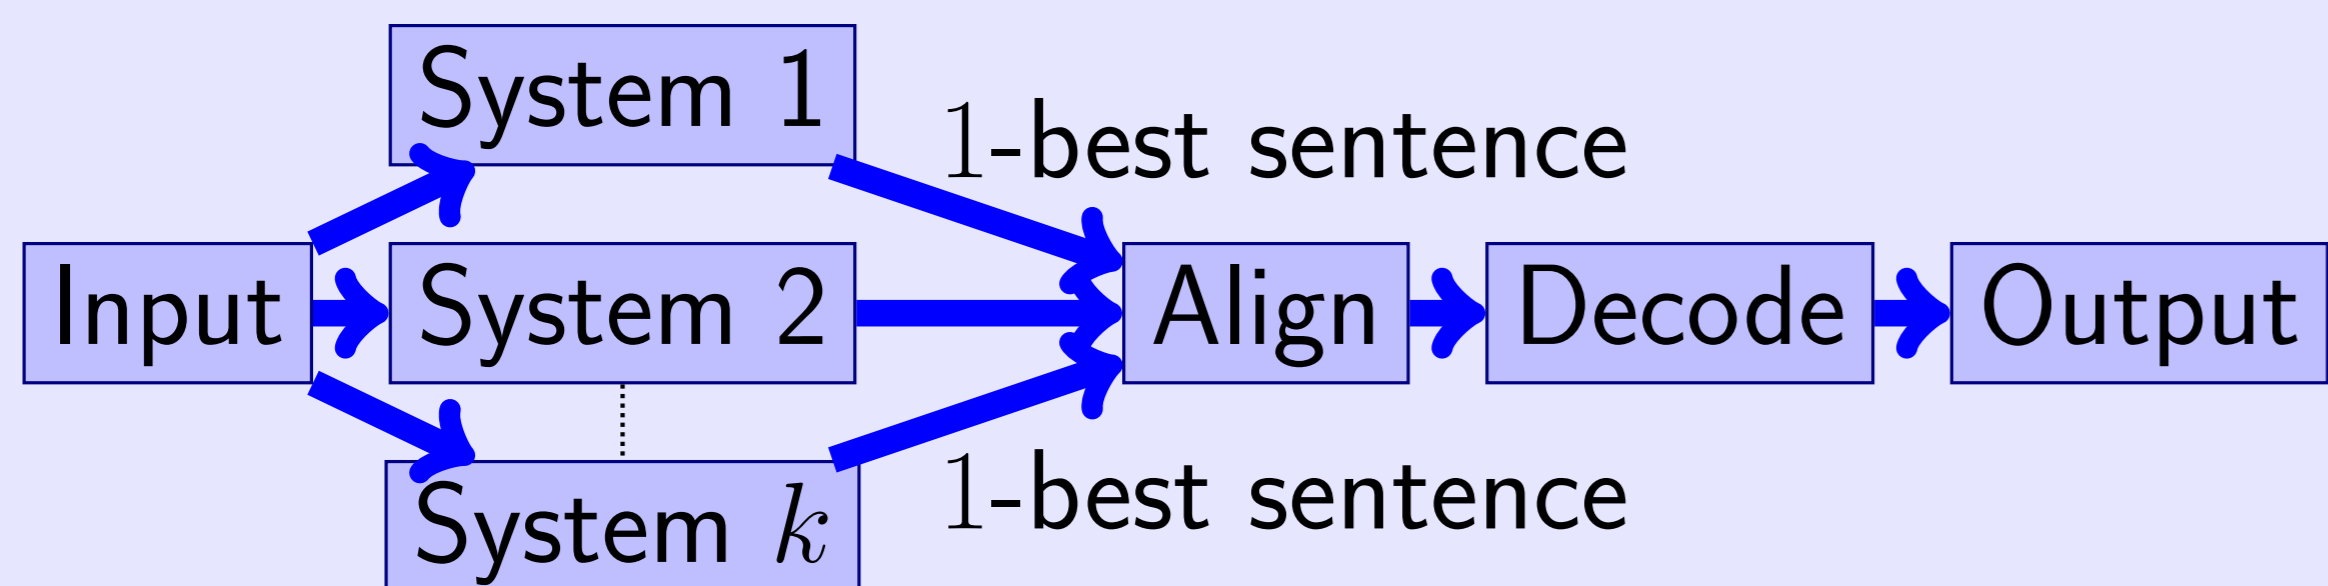 System 1
1-best sentence
Input
System 2
Align
Decode
Output
System k
1-best sentence